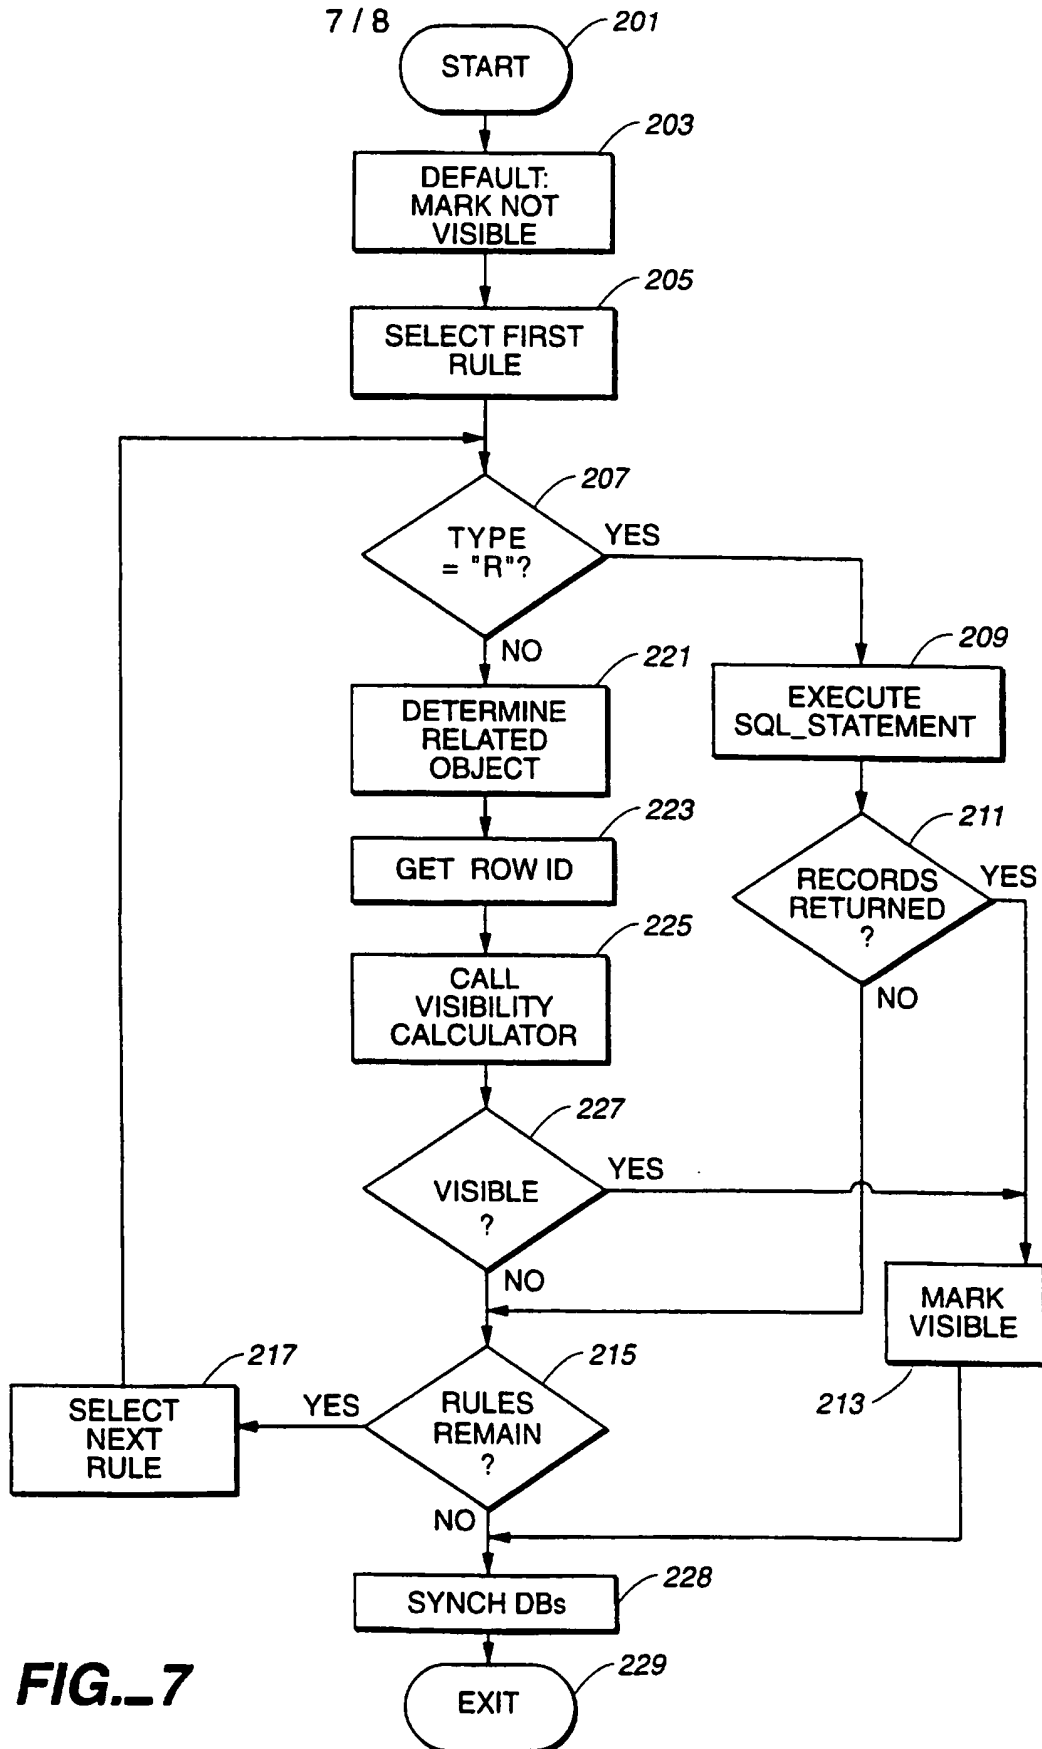 7 / 8
201
START
203
DEFAULT:
MARK NOT
VISIBLE
205
SELECT FIRST
RULE
207
TYPE
= "R"?
YES
NO
209
EXECUTE
SQL_STATEMENT
221
DETERMINE
RELATED
OBJECT
211
RECORDS
RETURNED
?
YES
NO
223
GET ROW ID
225
CALL
VISIBILITY
CALCULATOR
227
VISIBLE
?
YES
NO
MARK
VISIBLE
213
215
RULES
REMAIN
?
YES
NO
217
SELECT
NEXT
RULE
228
SYNCH DBs
229
EXIT
FIG._7